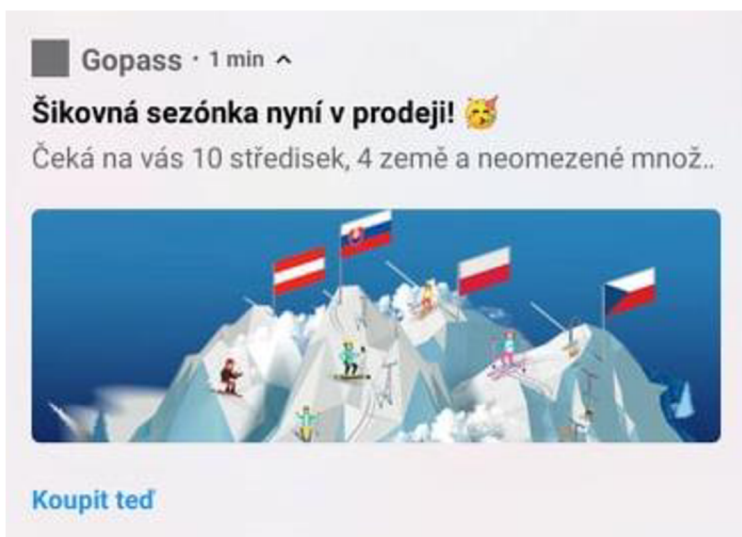 Gopass · 1 min
Šikovná sezónka nyní v prodeji! 🥳
Čeká na vás 10 středisek, 4 země a neomezené množ..
Koupit teď